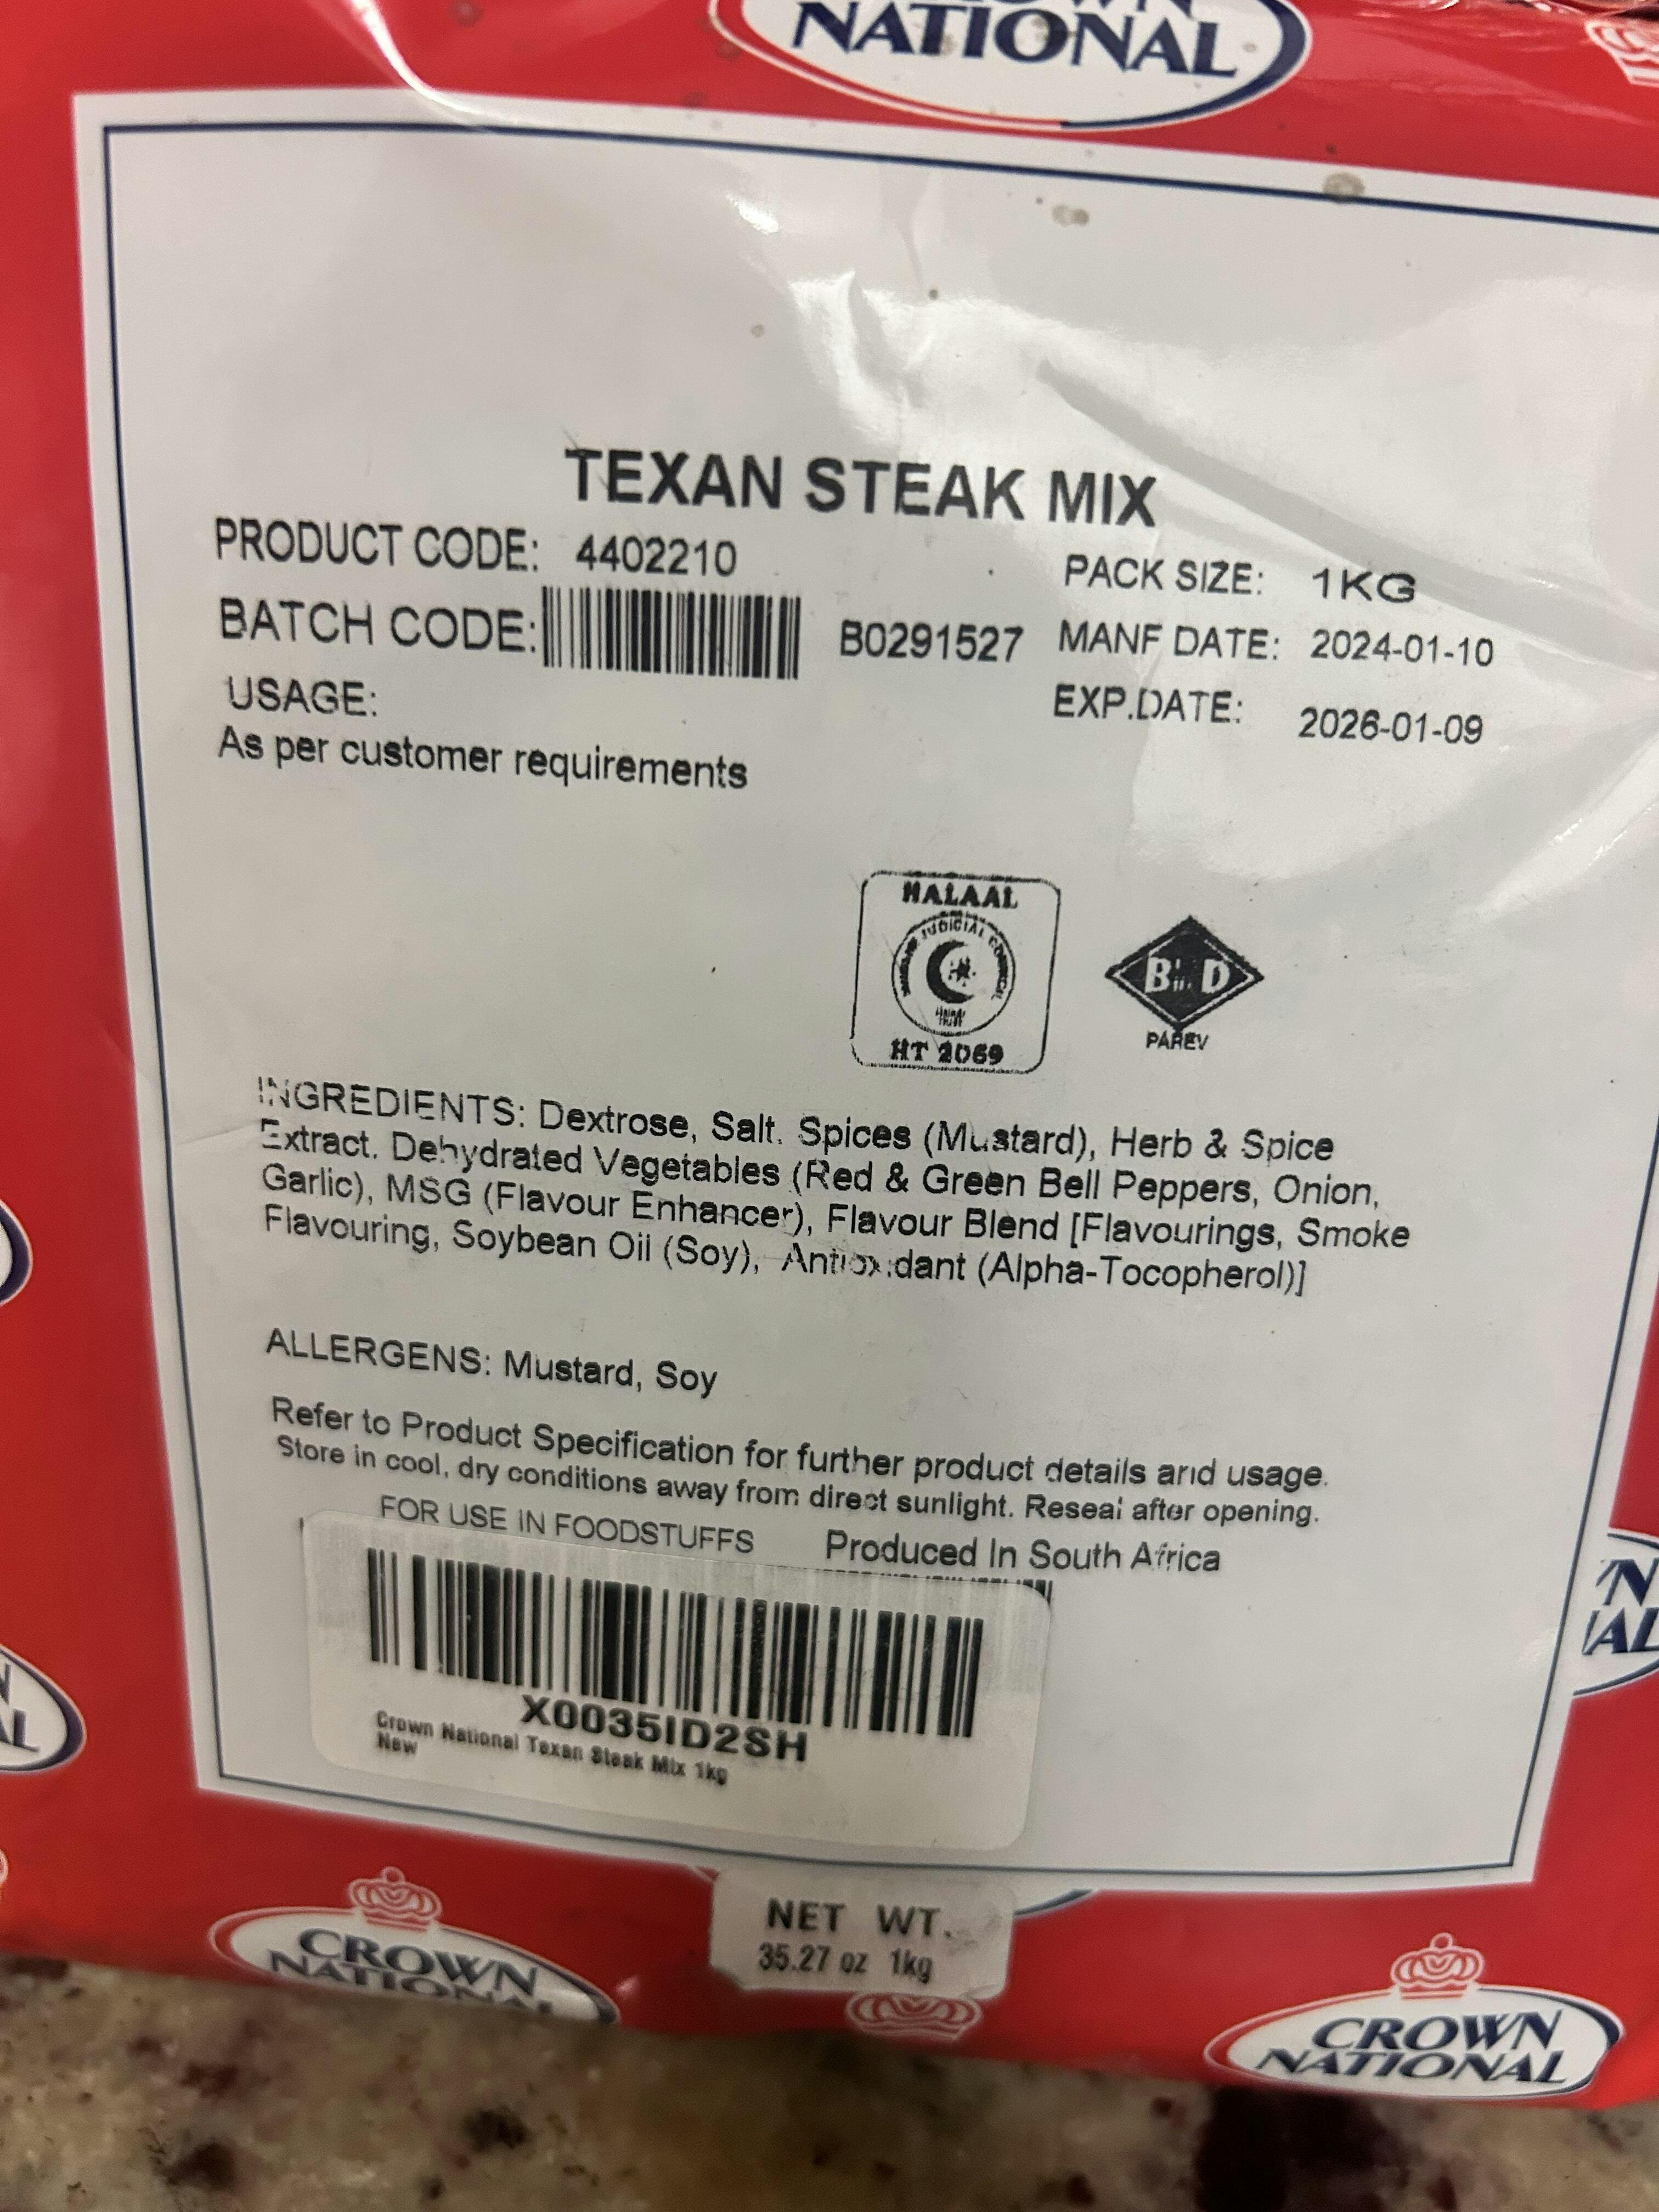 NATIONAL
TEXAN STEAK MIX
PRODUCT CODE: 4402210
PACK SIZE: 1KG
BATCH CODE: B0291527
MANF DATE: 2024-01-10
USAGE:
EXP.DATE: 2026-01-09
As per customer requirements
HALAAL
JUDICIAL
HT 2069
B D
PAREV
INGREDIENTS: Dextrose, Salt, Spices (Mustard), Herb & Spice
Extract, Dehydrated Vegetables (Red & Green Bell Peppers, Onion,
Garlic), MSG (Flavour Enhancer), Flavour Blend [Flavourings, Smoke
Flavouring, Soybean Oil (Soy), Antioxidant (Alpha-Tocopherol)]
ALLERGENS: Mustard, Soy
Refer to Product Specification for further product details and usage.
Store in cool, dry conditions away from direct sunlight. Reseal after opening.
FOR USE IN FOODSTUFFS Produced In South Africa
X0035ID2SH
Crown National Texan Steak Mix 1kg
New
NET WT.
35.27 oz 1kg
CROWN
NATIONAL
CROWN
NATIONAL